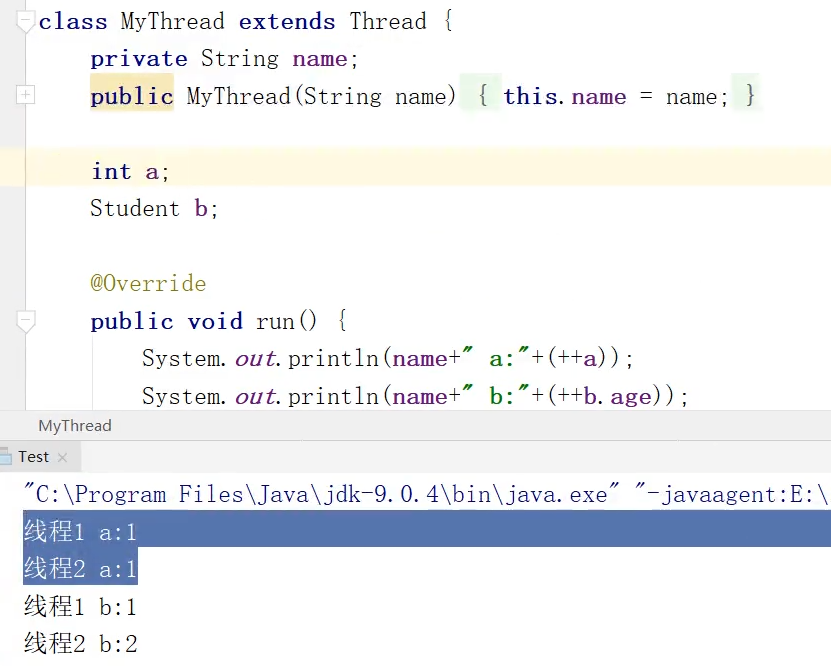 class MyThread extends Thread {
private String name;
public MyThread(String name) { this.name = name; }
int a;
Student b;
@Override
public void run() {
System.out.println(name+" a:"+(++a));
System.out.println(name+" b:"+(++b.age));
MyThread
Test
"C:\Program Files\Java\jdk-9.0.4\bin\java.exe" "-javaagent:E:\
线程1 a:1
线程2 a:1
线程1 b:1
线程2 b:2